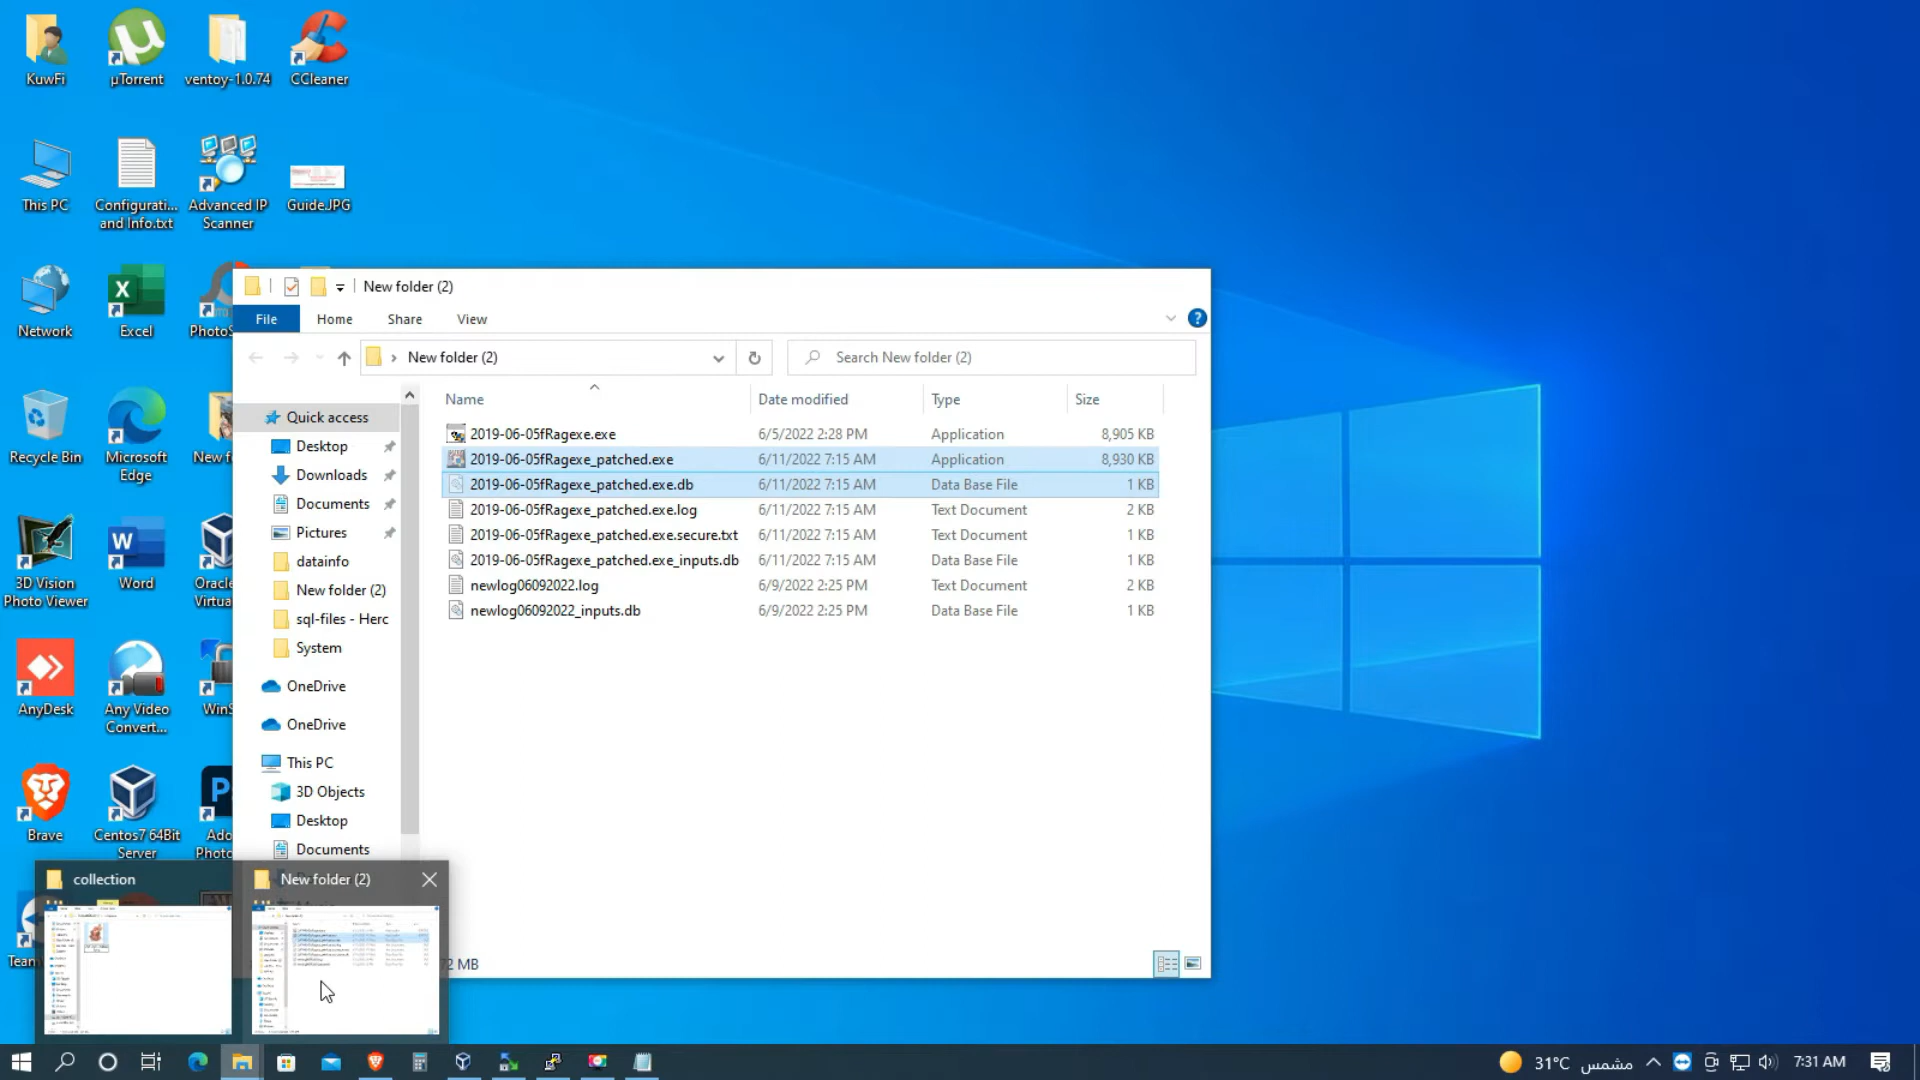 KuwFi
µTorrent
ventoy-1.0.74
CCleaner
This PC
Configurati...
and Info.txt
Advanced IP
Scanner
Guide.JPG
Network
Excel
PhotoS
Recycle Bin
Microsoft
Edge
New f
3D Vision
Photo Viewer
Word
Oracle
Virtua
AnyDesk
Any Video
Convert...
WinS
Brave
Centos7 64Bit
Server
Ado
Photo
Team
New folder (2)
File
Home
Share
View
New folder (2)
Search New folder (2)
Quick access
Desktop
Downloads
Documents
Pictures
datainfo
New folder (2)
sql-files - Herc
System
OneDrive
OneDrive
This PC
3D Objects
Desktop
Documents
Name Date modified Type Size
2019-06-05fRagexe.exe 6/5/2022 2:28 PM Application 8,905 KB
2019-06-05fRagexe_patched.exe 6/11/2022 7:15 AM Application 8,930 KB
2019-06-05fRagexe_patched.exe.db 6/11/2022 7:15 AM Data Base File 1 KB
2019-06-05fRagexe_patched.exe.log 6/11/2022 7:15 AM Text Document 2 KB
2019-06-05fRagexe_patched.exe.secure.txt 6/11/2022 7:15 AM Text Document 1 KB
2019-06-05fRagexe_patched.exe_inputs.db 6/11/2022 7:15 AM Data Base File 1 KB
newlog06092022.log 6/9/2022 2:25 PM Text Document 2 KB
newlog06092022_inputs.db 6/9/2022 2:25 PM Data Base File 1 KB
72 MB
collection
New folder (2)
31°C مشمس
7:31 AM